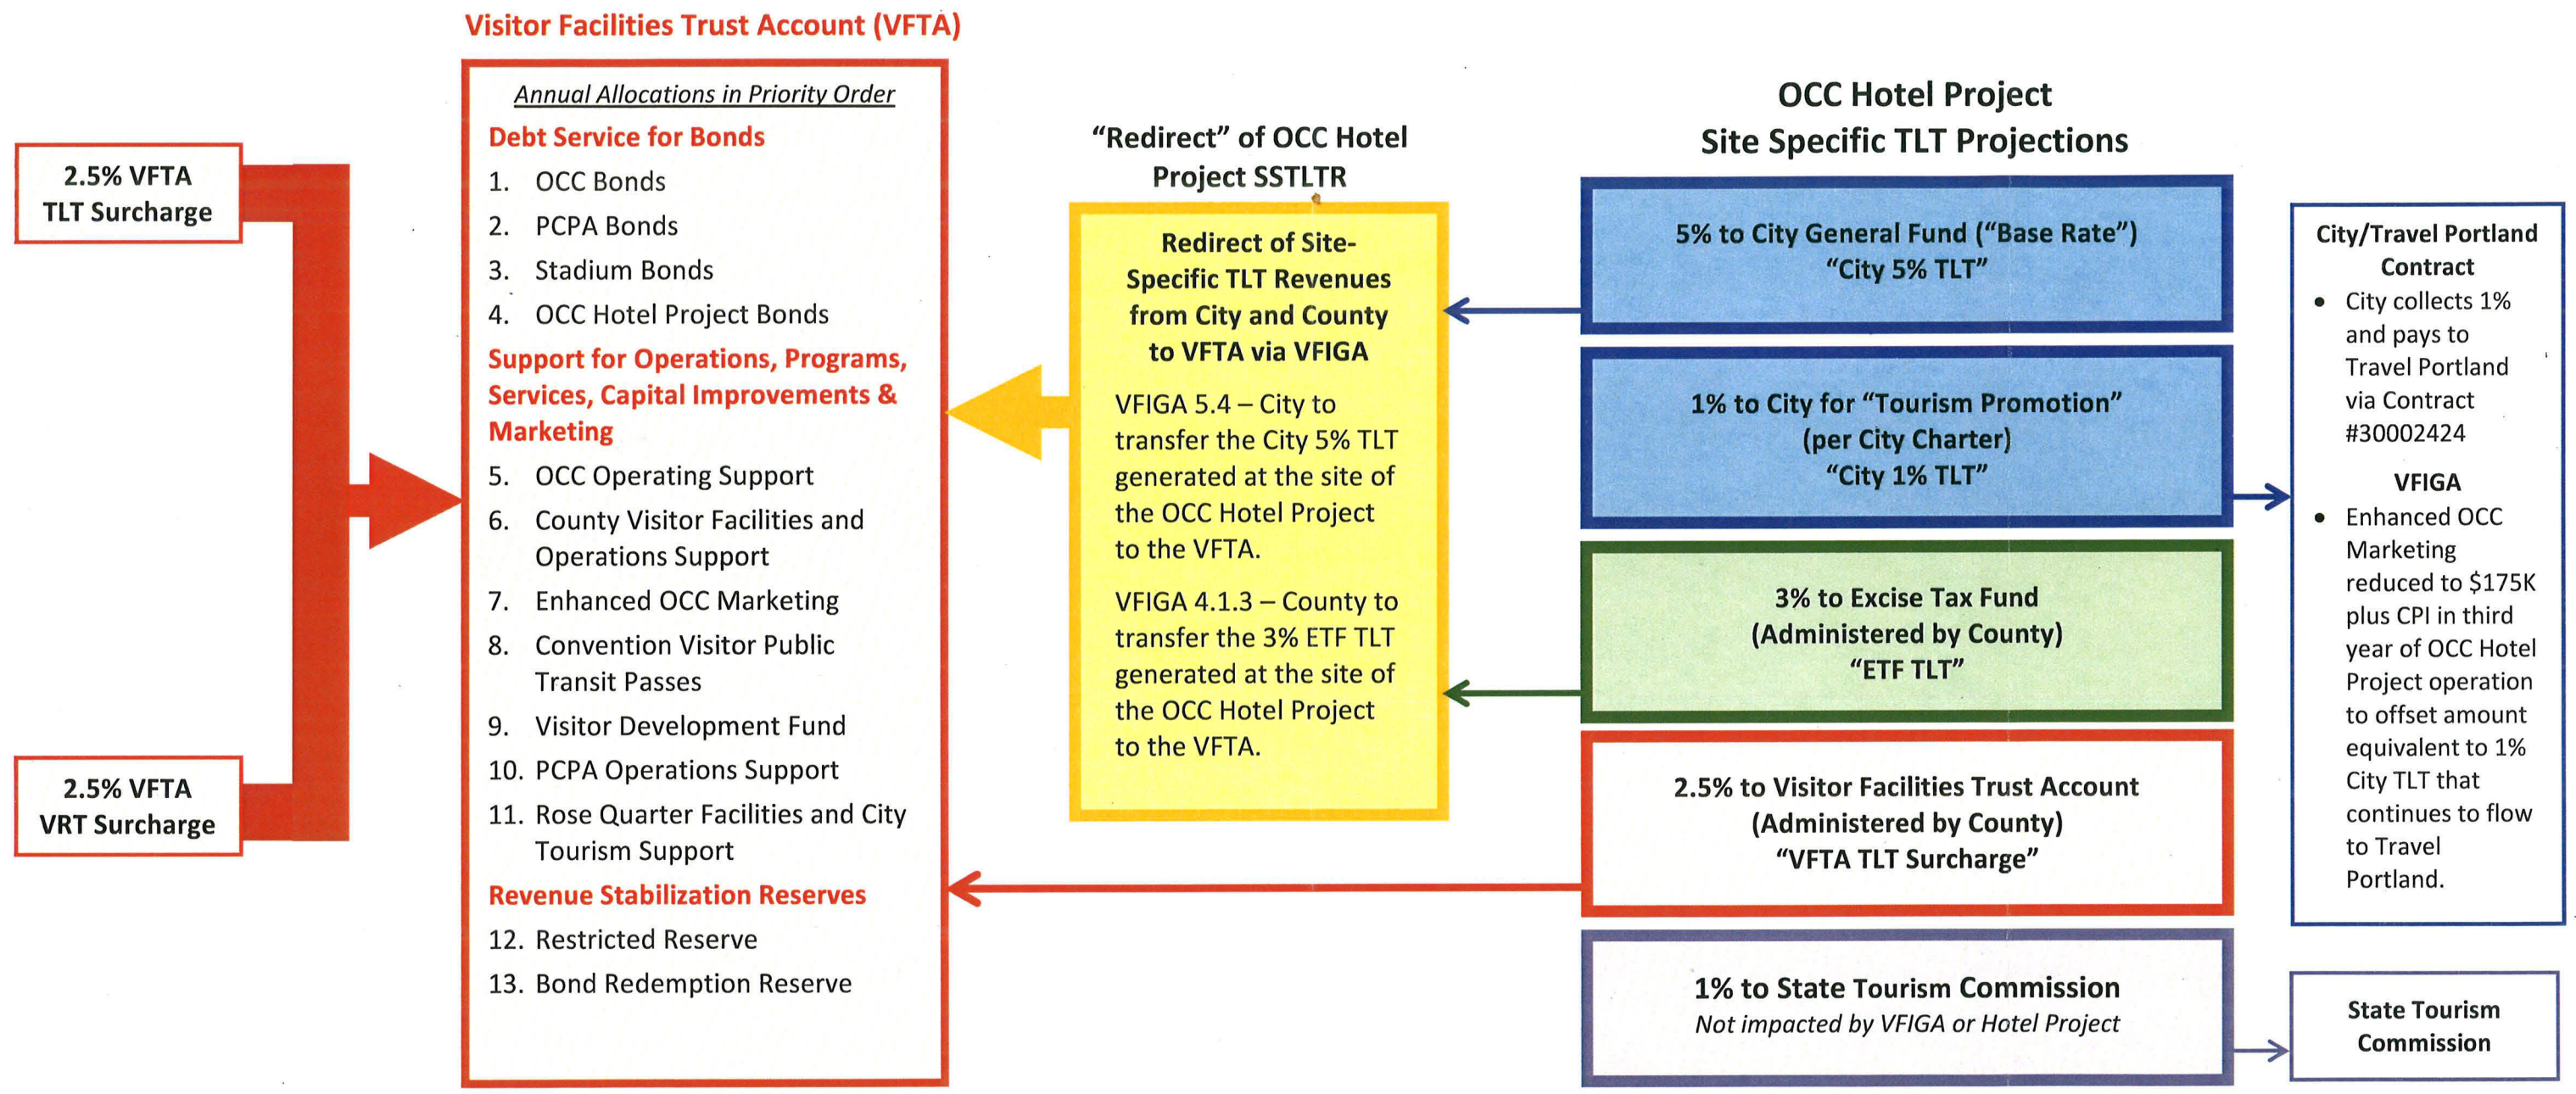 Visitor Facilities Trust Account (VFTA)
2.5% VFTA
TLT Surcharge
2.5% VFTA
VRT Surcharge
Annual Allocations in Priority Order
Debt Service for Bonds
1. OCC Bonds
2. PCPA Bonds
3. Stadium Bonds
4. OCC Hotel Project Bonds
Support for Operations, Programs,
Services, Capital Improvements &
Marketing
5. OCC Operating Support
6. County Visitor Facilities and
Operations Support
7. Enhanced OCC Marketing
8. Convention Visitor Public
Transit Passes
9. Visitor Development Fund
10. PCPA Operations Support
11. Rose Quarter Facilities and City
Tourism Support
Revenue Stabilization Reserves
12. Restricted Reserve
13. Bond Redemption Reserve
“Redirect” of OCC Hotel
Project SSTLTR
Redirect of Site-
Specific TLT Revenues
from City and County
to VFTA via VFIGA
VFIGA 5.4 – City to
transfer the City 5% TLT
generated at the site of
the OCC Hotel Project
to the VFTA.
VFIGA 4.1.3 – County to
transfer the 3% ETF TLT
generated at the site of
the OCC Hotel Project
to the VFTA.
OCC Hotel Project
Site Specific TLT Projections
5% to City General Fund (“Base Rate”)
“City 5% TLT”
1% to City for “Tourism Promotion”
(per City Charter)
“City 1% TLT”
3% to Excise Tax Fund
(Administered by County)
“ETF TLT”
2.5% to Visitor Facilities Trust Account
(Administered by County)
“VFTA TLT Surcharge”
1% to State Tourism Commission
Not impacted by VFIGA or Hotel Project
City/Travel Portland
Contract
• City collects 1%
and pays to
Travel Portland
via Contract
#30002424
VFIGA
• Enhanced OCC
Marketing
reduced to $175K
plus CPI in third
year of OCC Hotel
Project operation
to offset amount
equivalent to 1%
City TLT that
continues to flow
to Travel
Portland.
State Tourism
Commission